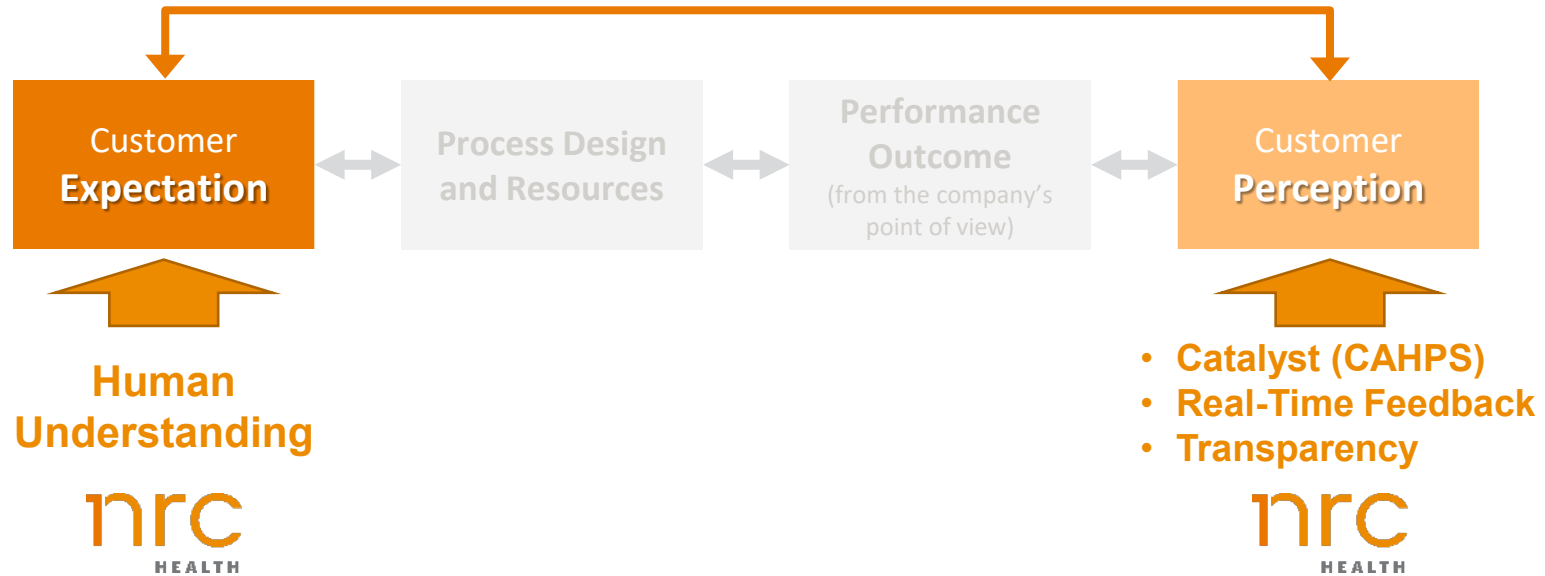 Customer
Expectation
Process Design
and Resources
Performance
Outcome
(from the company's
point of view)
Customer
Perception
Human
Understanding
• Catalyst (CAHPS)
• Real-Time Feedback
• Transparency
nrc
HEALTH
nrc
HEALTH